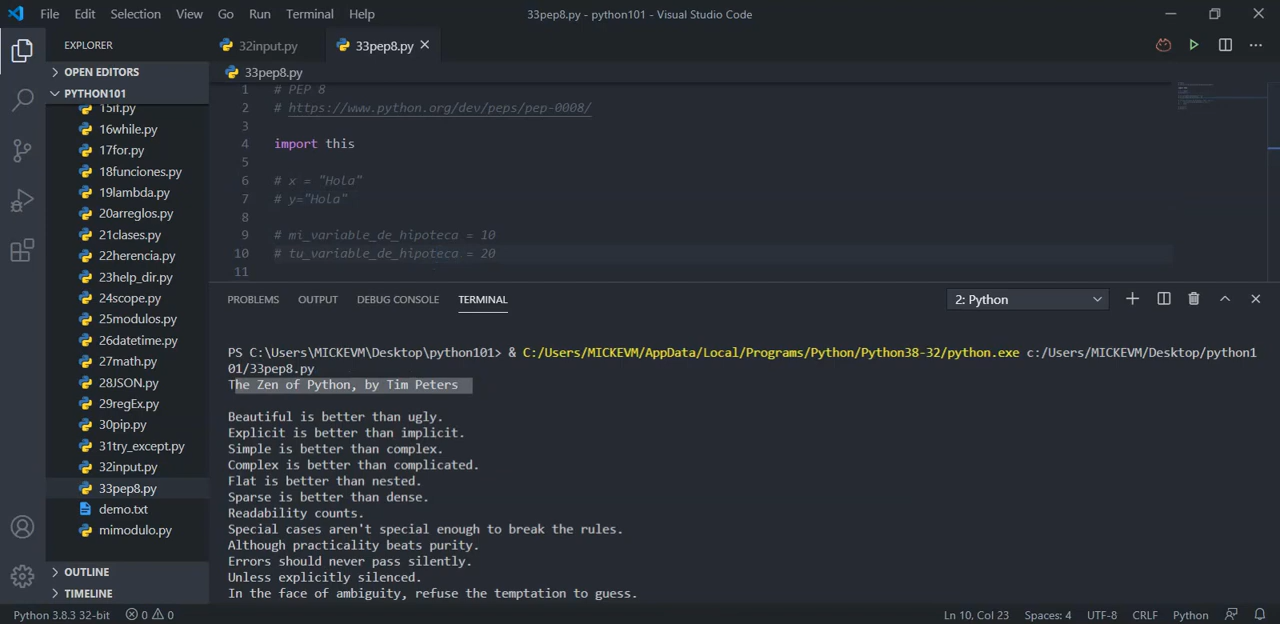 File Edit Selection View Go Run Terminal Help
33pep8.py - python101 - Visual Studio Code
EXPLORER
OPEN EDITORS
PYTHON101
15if.py
16while.py
17for.py
18funciones.py
19lambda.py
20arreglos.py
21clases.py
22herencia.py
23help_dir.py
24scope.py
25modulos.py
26datetime.py
27math.py
28JSON.py
29regEx.py
30pip.py
31try_except.py
32input.py
33pep8.py
demo.txt
mimodulo.py
OUTLINE
TIMELINE
32input.py 33pep8.py
33pep8.py
1 # PEP 8
2 # https://www.python.org/dev/peps/pep-0008/
3
4 import this
5
6 # x = "Hola"
7 # y="Hola"
8
9 # mi_variable_de_hipoteca = 10
10 # tu_variable_de_hipoteca = 20
11
PROBLEMS OUTPUT DEBUG CONSOLE TERMINAL
2: Python
PS C:\Users\MICKEVM\Desktop\python101> & C:/Users/MICKEVM/AppData/Local/Programs/Python/Python38-32/python.exe c:/Users/MICKEVM/Desktop/python1
01/33pep8.py
The Zen of Python, by Tim Peters
Beautiful is better than ugly.
Explicit is better than implicit.
Simple is better than complex.
Complex is better than complicated.
Flat is better than nested.
Sparse is better than dense.
Readability counts.
Special cases aren't special enough to break the rules.
Although practicality beats purity.
Errors should never pass silently.
Unless explicitly silenced.
In the face of ambiguity, refuse the temptation to guess.
Python 3.8.3 32-bit 0 0
Ln 10, Col 23 Spaces: 4 UTF-8 CRLF Python